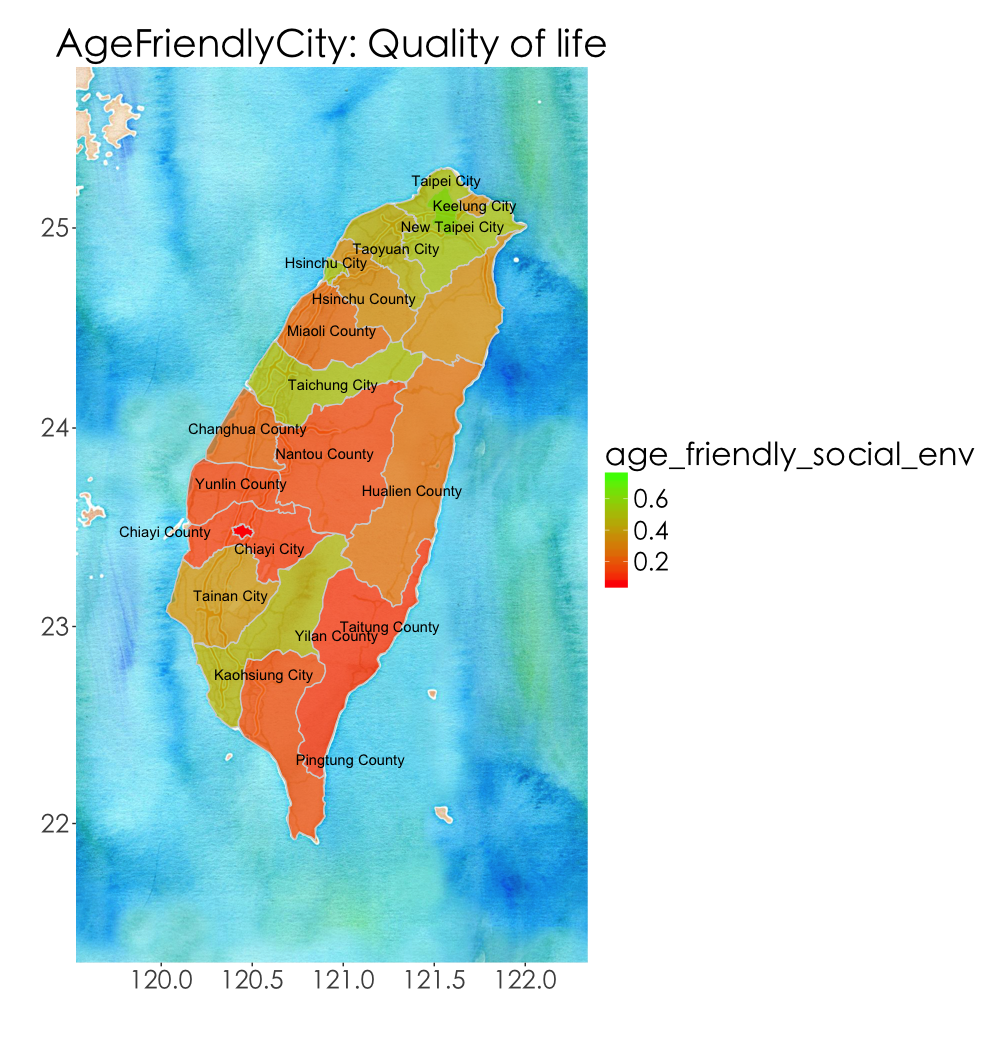 AgeFriendlyCity: Quality of life
Taipei City
Keelung City
25
New Taipei City
Taoyuan City
Hsinchu City
Hsinchu County
Miaoli County
Taichung City
24
Changhua County
Nantou County
age_friendly_social_env
Yunlin County
Hualien County
0.6
Chiayi County
0.4
Chiayi City
0.2
Tainan City
23
Taitung County
Yilan County
Kaohsiung City
Pingtung County
22
120.0 120.5 121.0 121.5 122.0